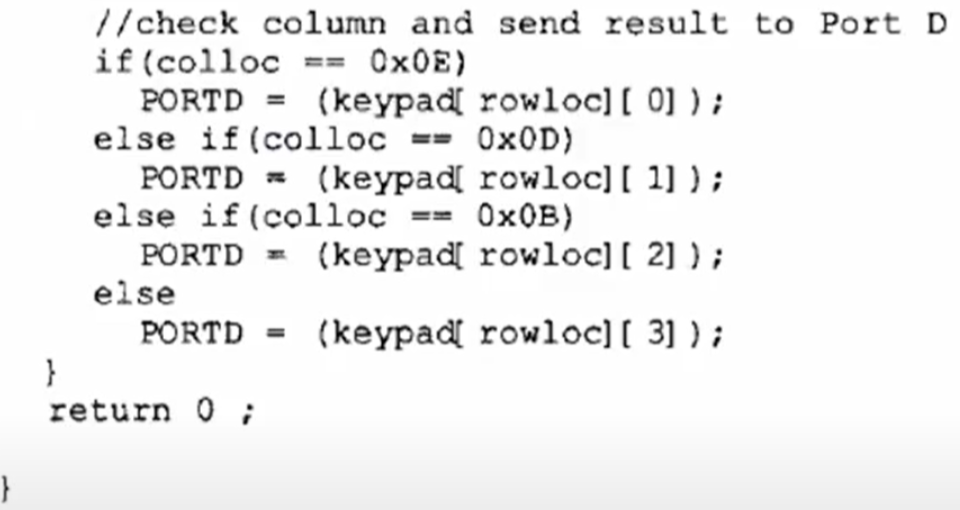 //check column and send result to Port D
if(colloc == 0x0E)
PORTD = (keypad[ rowloc][ 0] );
else if(colloc == 0x0D)
PORTD = (keypad[ rowloc][ 1] );
else if(colloc == 0x0B)
PORTD = (keypad[ rowloc][ 2] );
else
PORTD = (keypad[ rowloc][ 3] );
}
return 0 ;
}